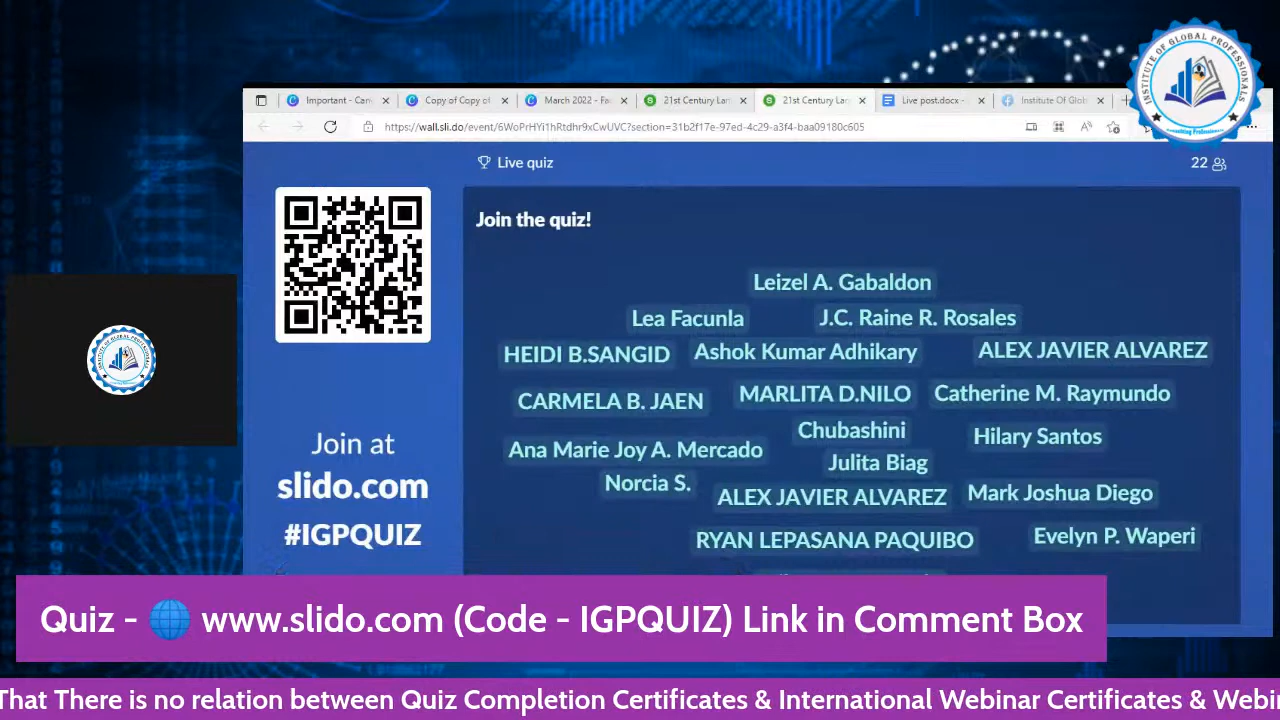 INSTITUTE OF GLOBAL PROFESSIONALS
Important - Can
Copy of Copy of
March 2022 - Fa
21st Century Lar
21st Century Lar
Live post.docx -
Institute Of Glob
https://wall.sli.do/event/6WoPrHYi1hRtdhr9xCwUVC?section=31b2f17e-97ed-4c29-a3f4-baa09180c605
Live quiz
22
Join the quiz!
Leizel A. Gabaldon
Lea Facunla
J.C. Raine R. Rosales
HEIDI B.SANGID
Ashok Kumar Adhikary
ALEX JAVIER ALVAREZ
CARMELA B. JAEN
MARLITA D.NILO
Catherine M. Raymundo
Chubashini
Hilary Santos
Ana Marie Joy A. Mercado
Julita Biag
Norcia S.
ALEX JAVIER ALVAREZ
Mark Joshua Diego
RYAN LEPASANA PAQUIBO
Evelyn P. Waperi
Join at
slido.com
#IGPQUIZ
Quiz - 🌐 www.slido.com (Code - IGPQUIZ) Link in Comment Box
That There is no relation between Quiz Completion Certificates & International Webinar Certificates & Webi